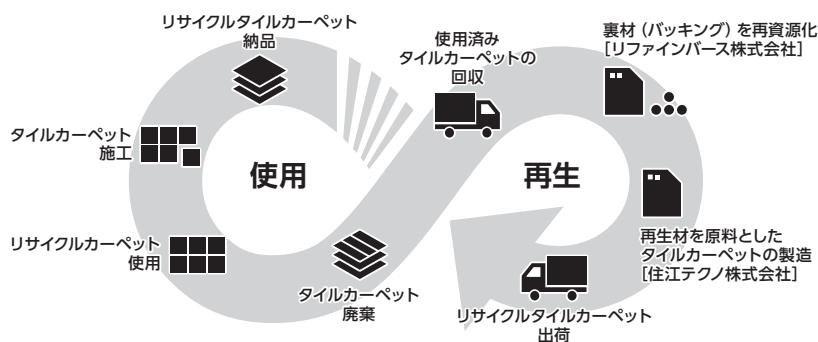 リサイクルタイルカーペット
納品
タイルカーペット
施工
リサイクルカーペット
使用
タイルカーペット
廃棄
使用
使用済み
タイルカーペットの
回収
裏材（バッキング）を再資源化
［リファインバース株式会社］
再生材を原料とした
タイルカーペットの製造
［住江テクノ株式会社］
リサイクルタイルカーペット
出荷
再生